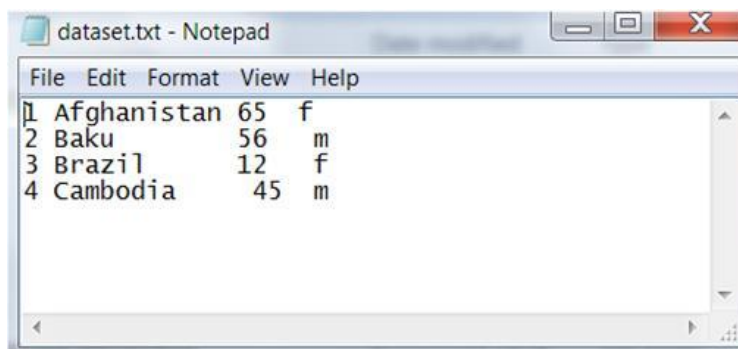 dataset.txt - Notepad
File Edit Format View Help
1 Afghanistan 65 f
2 Baku 56 m
3 Brazil 12 f
4 Cambodia 45 m